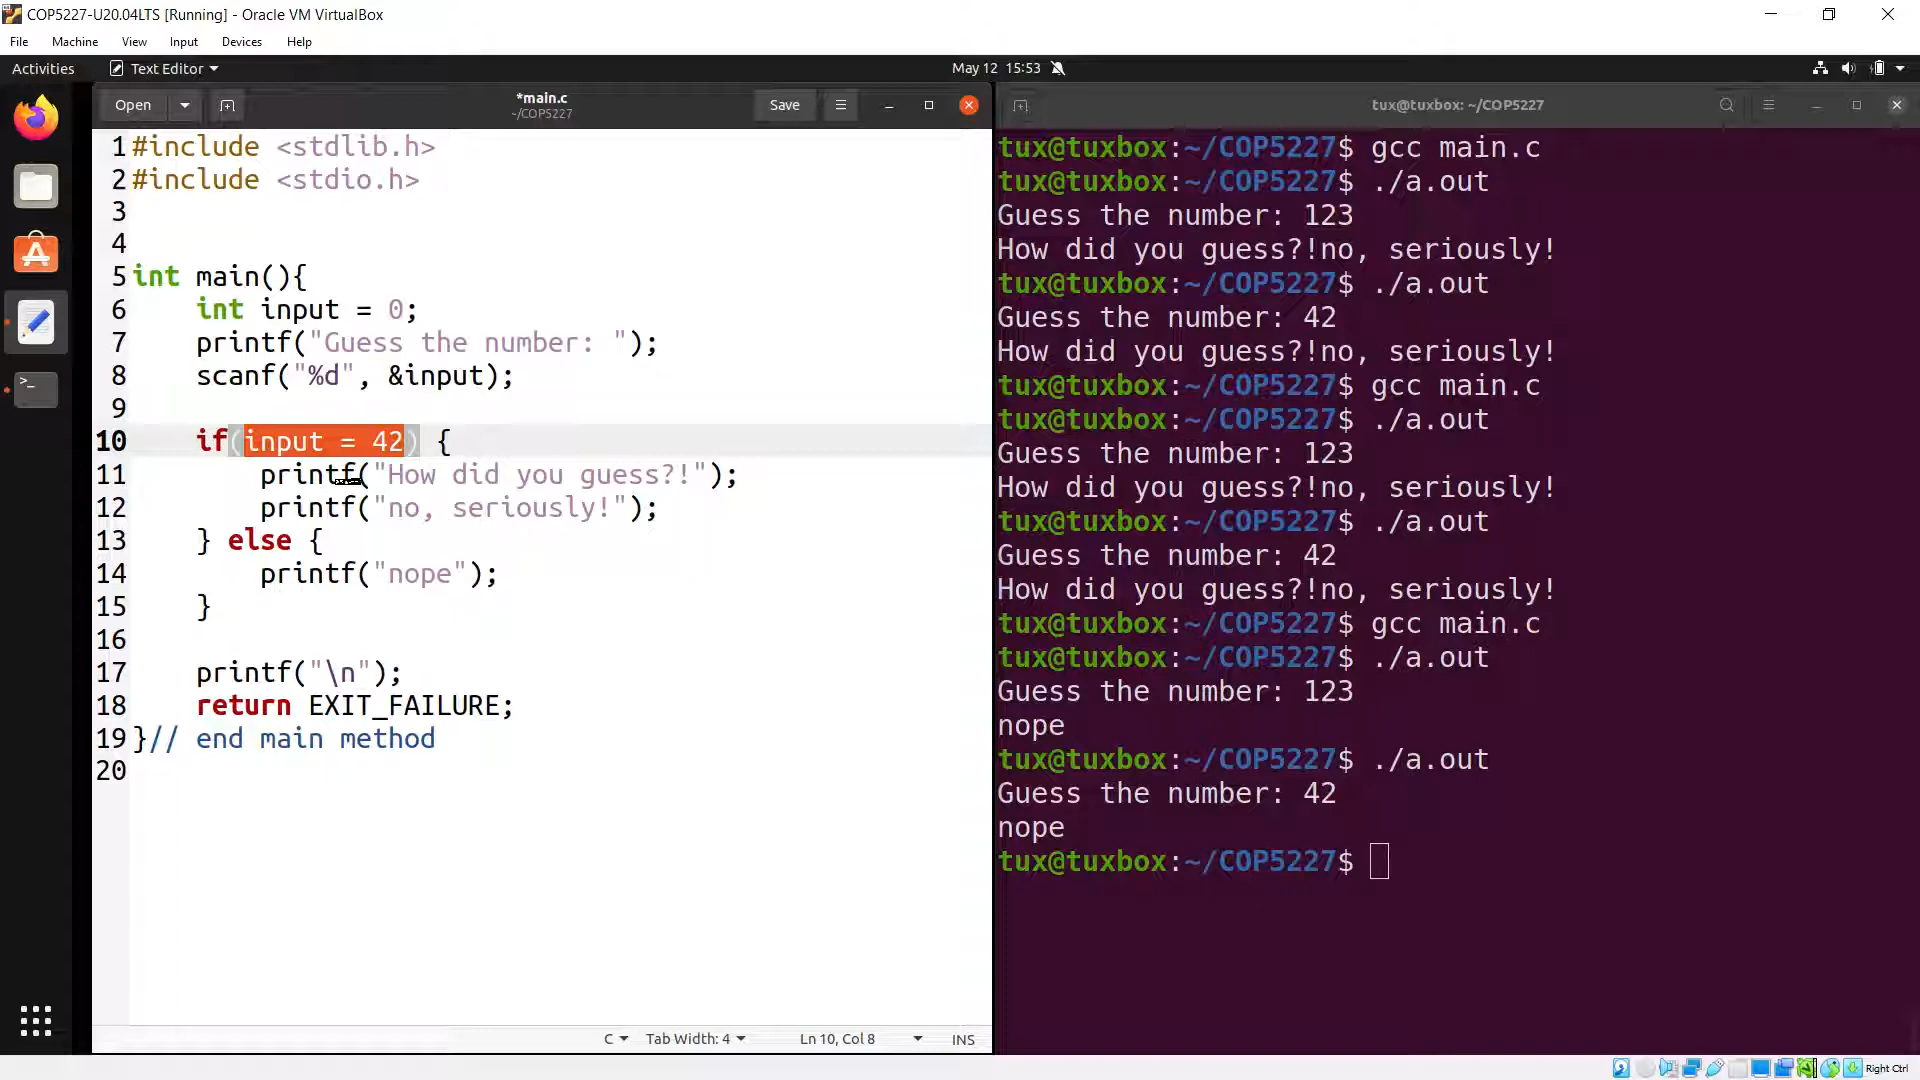 COP5227-U20.04LTS [Running] - Oracle VM VirtualBox
File Machine View Input Devices Help
Activities Text Editor May 12 15:53
Open *main.c Save
~/COP5227
1 #include <stdlib.h>
2 #include <stdio.h>
3
4
5 int main(){
6     int input = 0;
7     printf("Guess the number: ");
8     scanf("%d", &input);
9
10     if(input = 42) {
11         printf("How did you guess?!");
12         printf("no, seriously!");
13     } else {
14         printf("nope");
15     }
16
17     printf("\n");
18     return EXIT_FAILURE;
19 }// end main method
20
C Tab Width: 4 Ln 10, Col 8 INS
tux@tuxbox: ~/COP5227
tux@tuxbox:~/COP5227$ gcc main.c
tux@tuxbox:~/COP5227$ ./a.out
Guess the number: 123
How did you guess?!no, seriously!
tux@tuxbox:~/COP5227$ ./a.out
Guess the number: 42
How did you guess?!no, seriously!
tux@tuxbox:~/COP5227$ gcc main.c
tux@tuxbox:~/COP5227$ ./a.out
Guess the number: 123
How did you guess?!no, seriously!
tux@tuxbox:~/COP5227$ ./a.out
Guess the number: 42
How did you guess?!no, seriously!
tux@tuxbox:~/COP5227$ gcc main.c
tux@tuxbox:~/COP5227$ ./a.out
Guess the number: 123
nope
tux@tuxbox:~/COP5227$ ./a.out
Guess the number: 42
nope
tux@tuxbox:~/COP5227$
Right Ctrl